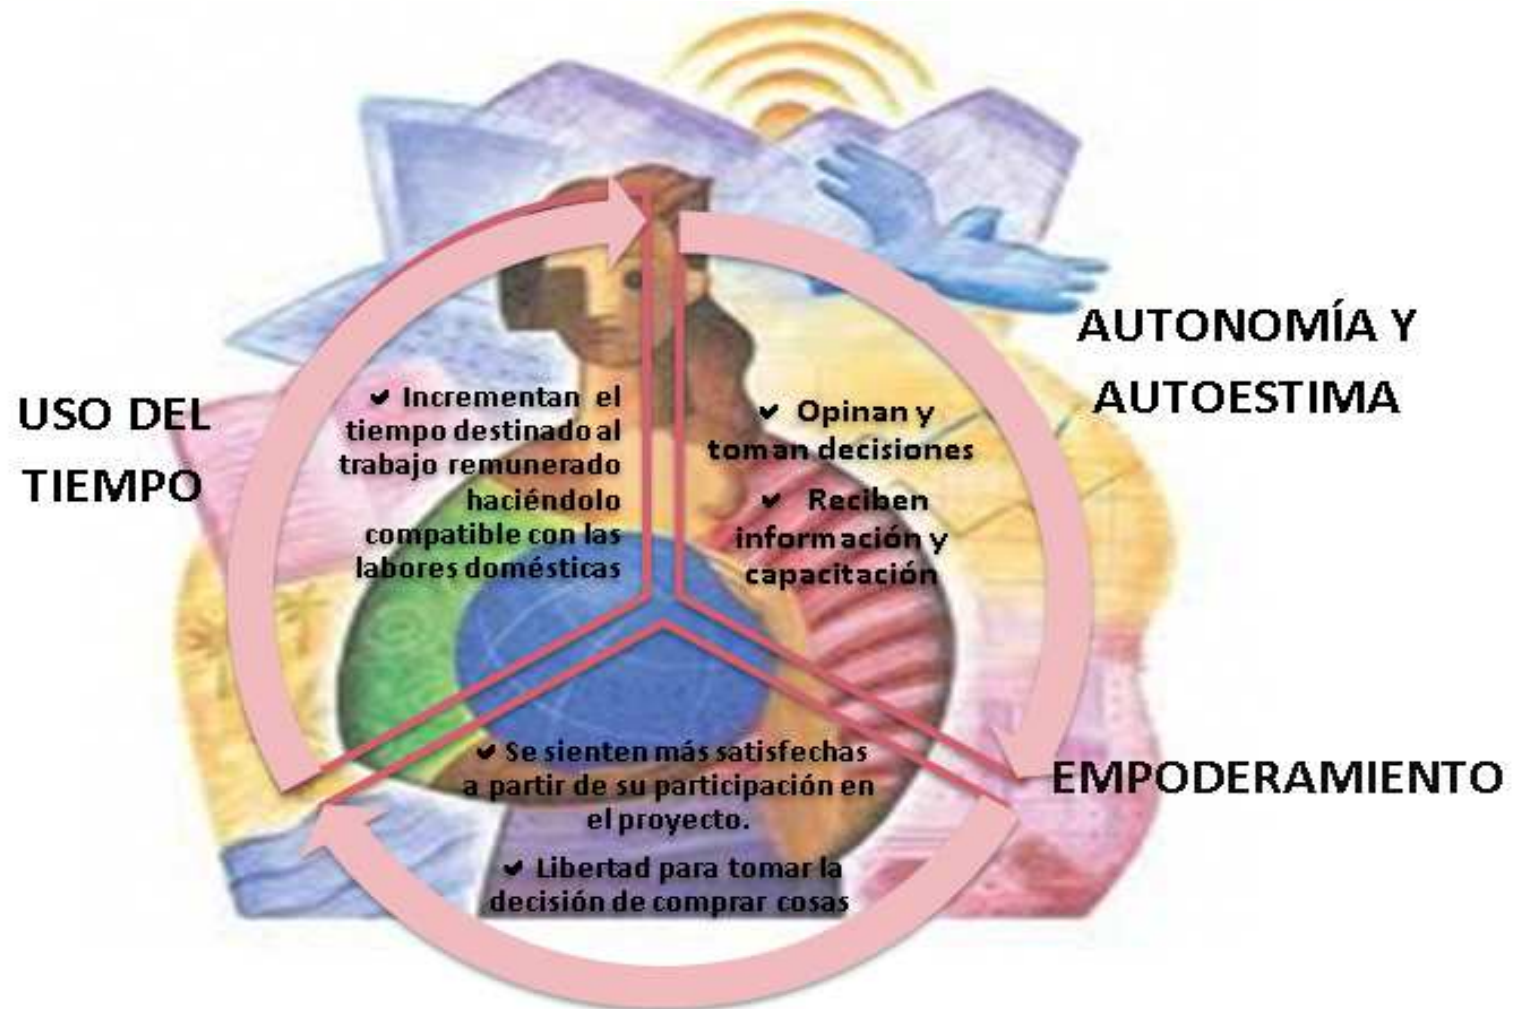 USO DEL
TIEMPO
✔ Incrementan el
tiempo destinado al
trabajo remunerado
haciéndolo
compatible con las
labores domésticas
AUTONOMÍA Y
AUTOESTIMA
✔ Opinan y
toman decisiones
✔ Reciben
información y
capacitación
EMPODERAMIENTO
✔ Se sienten más satisfechas
a partir de su participación en
el proyecto.
✔ Libertad para tomar la
decisión de comprar cosas